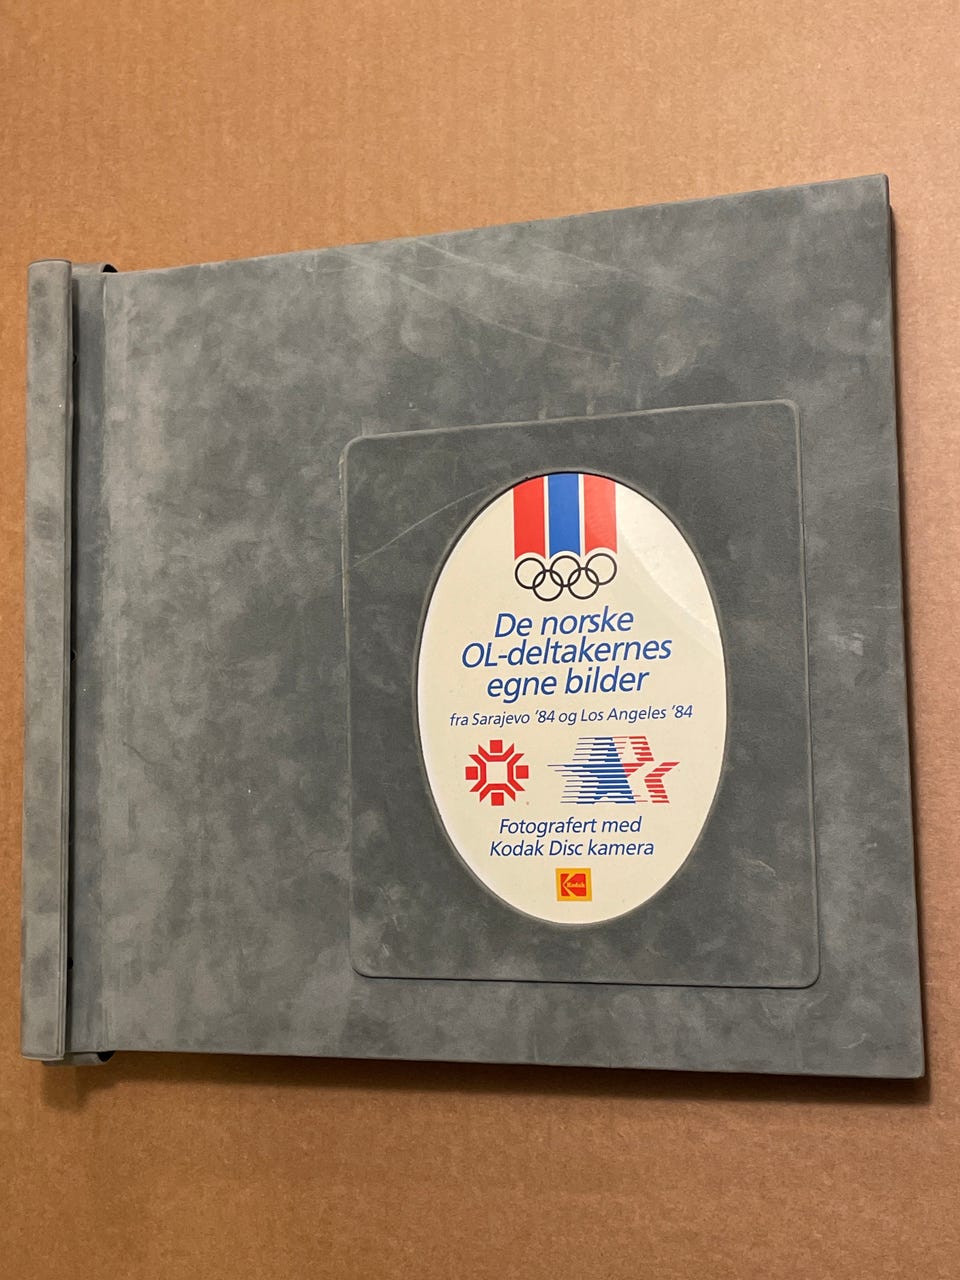 De norske
OL-deltakernes
egne bilder
fra Sarajevo '84 og Los Angeles '84
Fotografert med
Kodak Disc kamera
Kodak